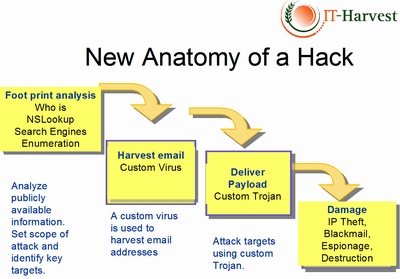 IT-Harvest
New Anatomy of a Hack
Foot print analysis
Who is
NSLookup
Search Engines
Enumeration
Analyze
publicly
available
information.
Set scope of
attack and
identify key
targets.
Harvest email
Custom Virus
A custom virus
is used to
harvest email
addresses
Deliver
Payload
Custom Trojan
Attack targets
using custom
Trojan.
Damage
IP Theft,
Blackmail,
Espionage,
Destruction